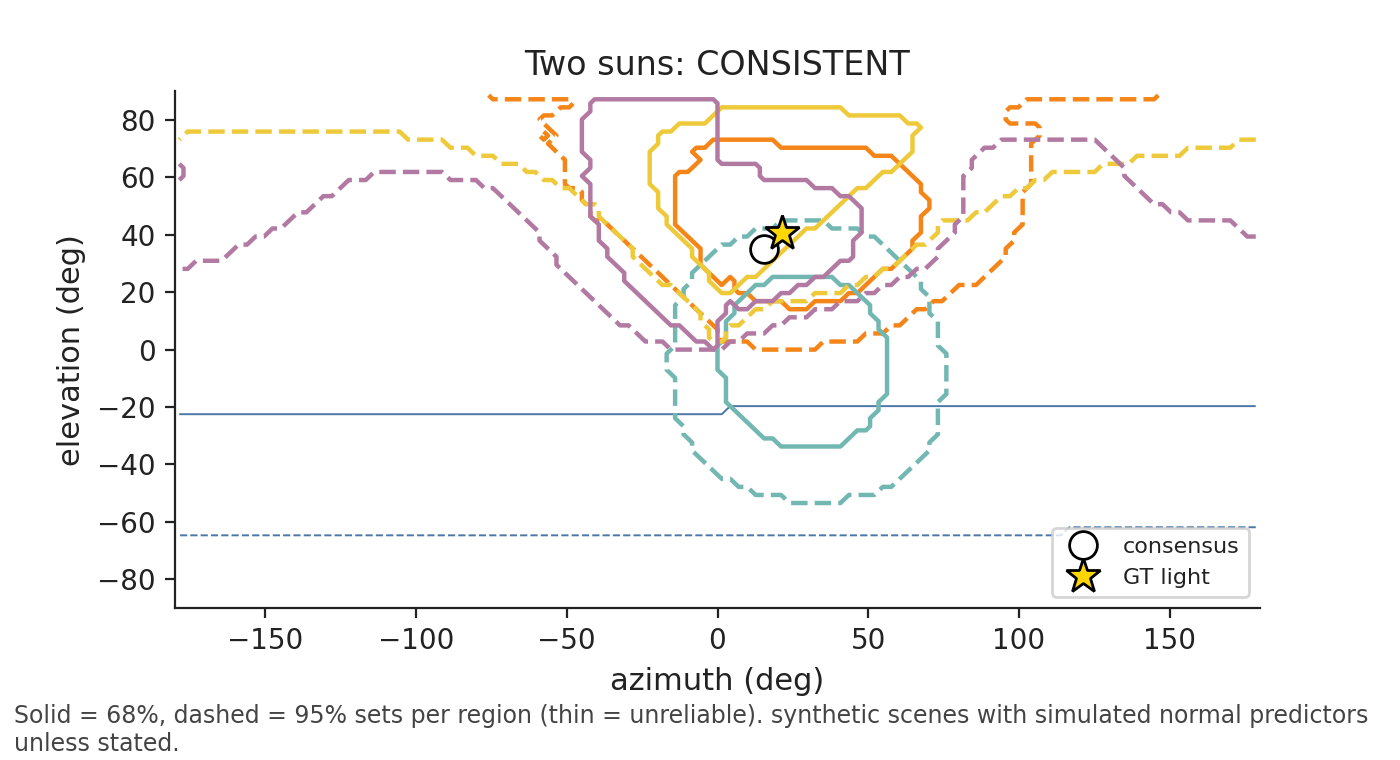 Two suns: CONSISTENT
80
60
40
20
0
−20
−40
−60
−80
elevation (deg)
−150
−100
−50
0
50
100
150
azimuth (deg)
consensus
GT light
Solid = 68%, dashed = 95% sets per region (thin = unreliable). synthetic scenes with simulated normal predictors
unless stated.